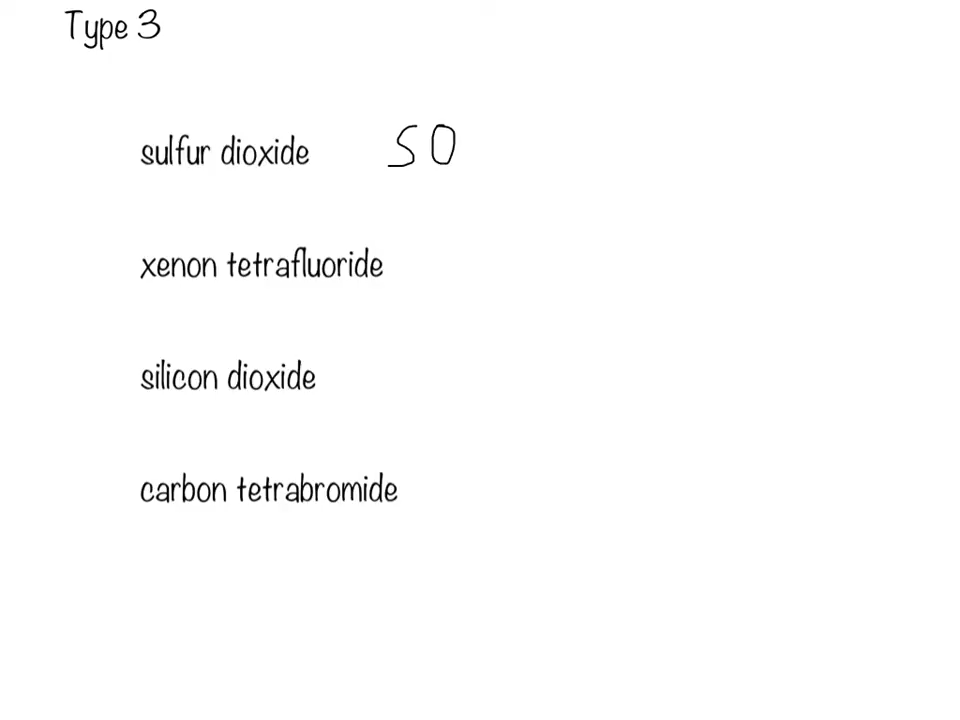 Type 3
sulfur dioxide SO
xenon tetrafluoride
silicon dioxide
carbon tetrabromide